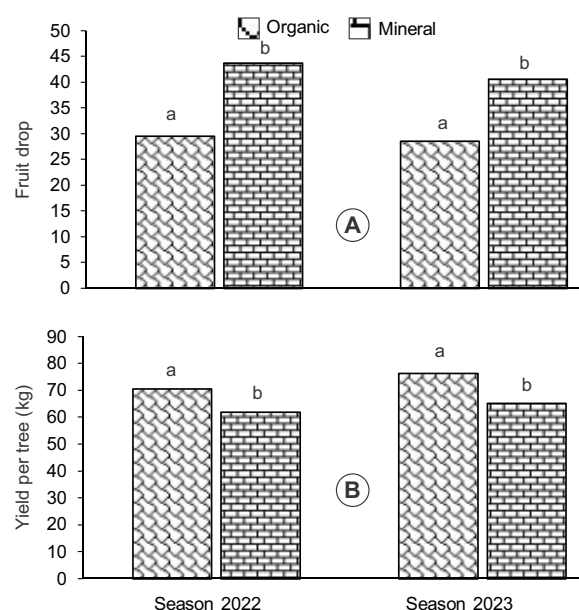 Organic Mineral
50
45
40
35
30
25
20
15
10
5
0
Fruit drop
a
b
a
b
A
90
80
70
60
50
40
30
20
10
0
Yield per tree (kg)
a
b
a
b
B
Season 2022 Season 2023